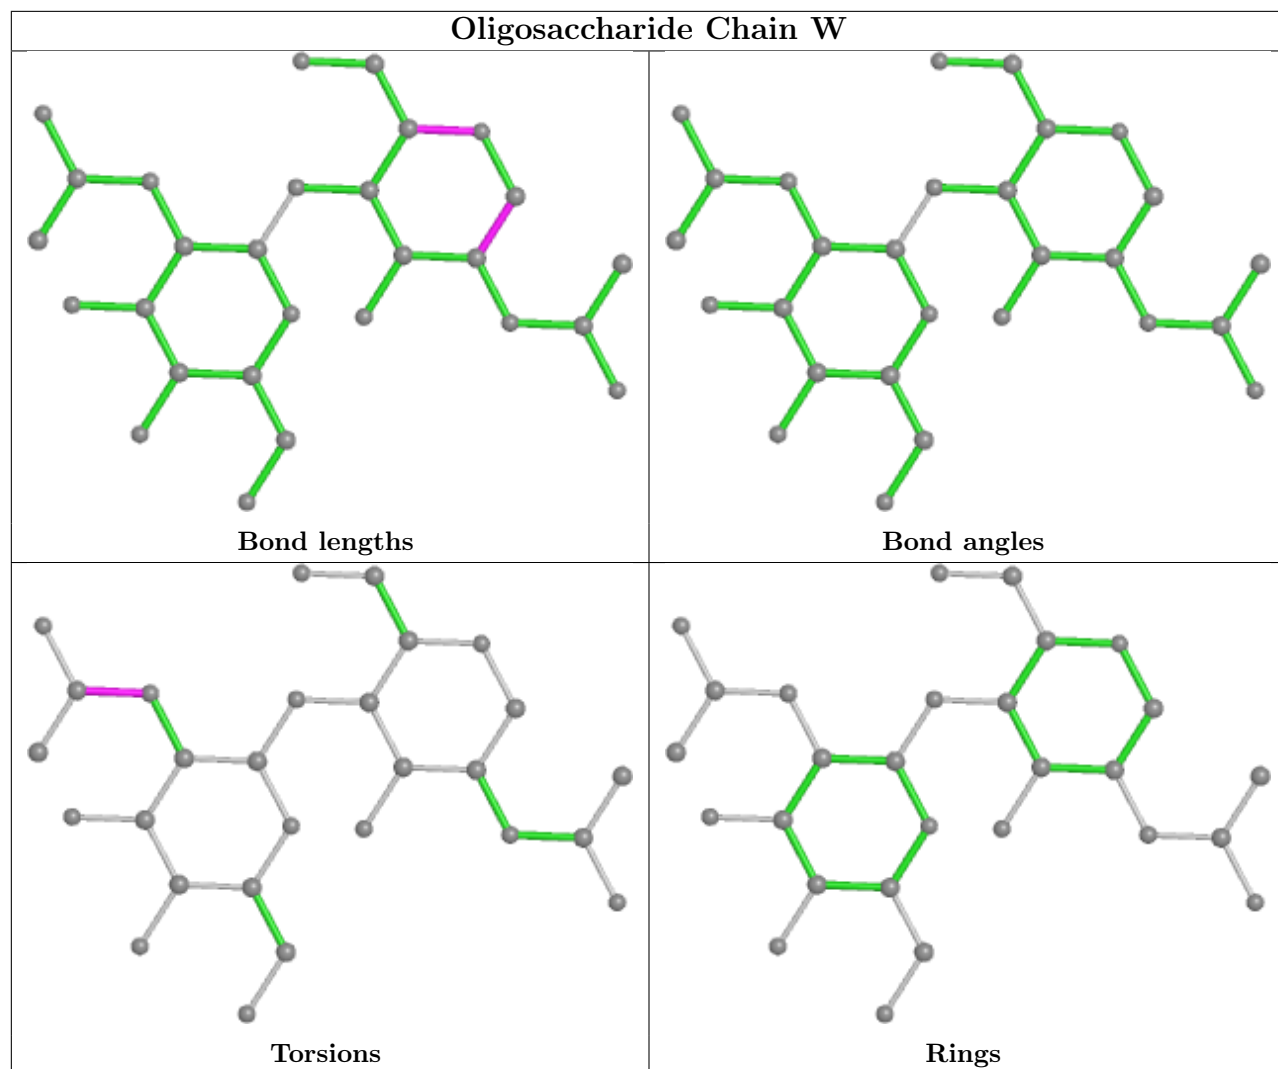 Oligosaccharide Chain W
Bond lengths
Bond angles
Torsions
Rings